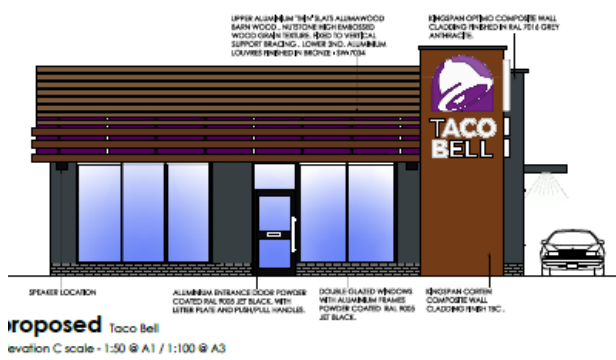 UPPER ALUMINIUM 'THIN' SLATS ALUMAWOOD
BARN WOOD , NUTSTONE HIGH EMBOSSED
WOOD GRAIN TEXTURE. FIXED TO VERTICAL
SUPPORT BRACING . LOWER 3NO. ALUMINIUM
LOUVRES FINISHED IN BRONZE - SW7034
KINGSPAN OPTIMO COMPOSITE WALL
CLADDING FINISHED IN RAL 7016 GREY
ANTHRACITE.
TACO
BELL
SPEAKER LOCATION
ALUMINIUM ENTRANCE DOOR POWDER
COATED RAL 9005 JET BLACK. WITH
LETTER PLATE AND PUSH/PULL HANDLES.
DOUBLE GLAZED WINDOWS
WITH ALUMINIUM FRAMES
POWDER COATED RAL 9005
JET BLACK.
KINGSPAN CORTEN
COMPOSITE WALL
CLADDING FINISH TBC .
proposed Taco Bell
levation C scale - 1:50 @ A1 / 1:100 @ A3